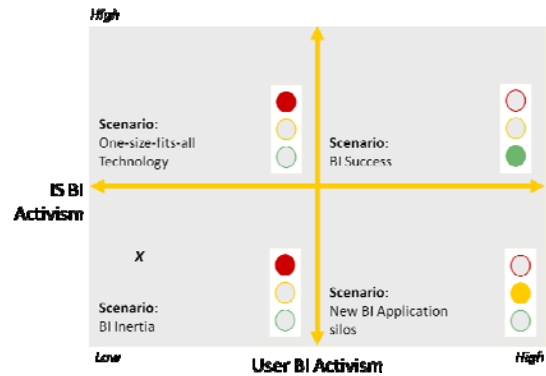 High
Scenario:
One-size-fits-all
Technology
Scenario:
BI Success
IS BI
Activism
X
Scenario:
BI Inertia
Scenario:
New BI Application
silos
Low
User BI Activism
High